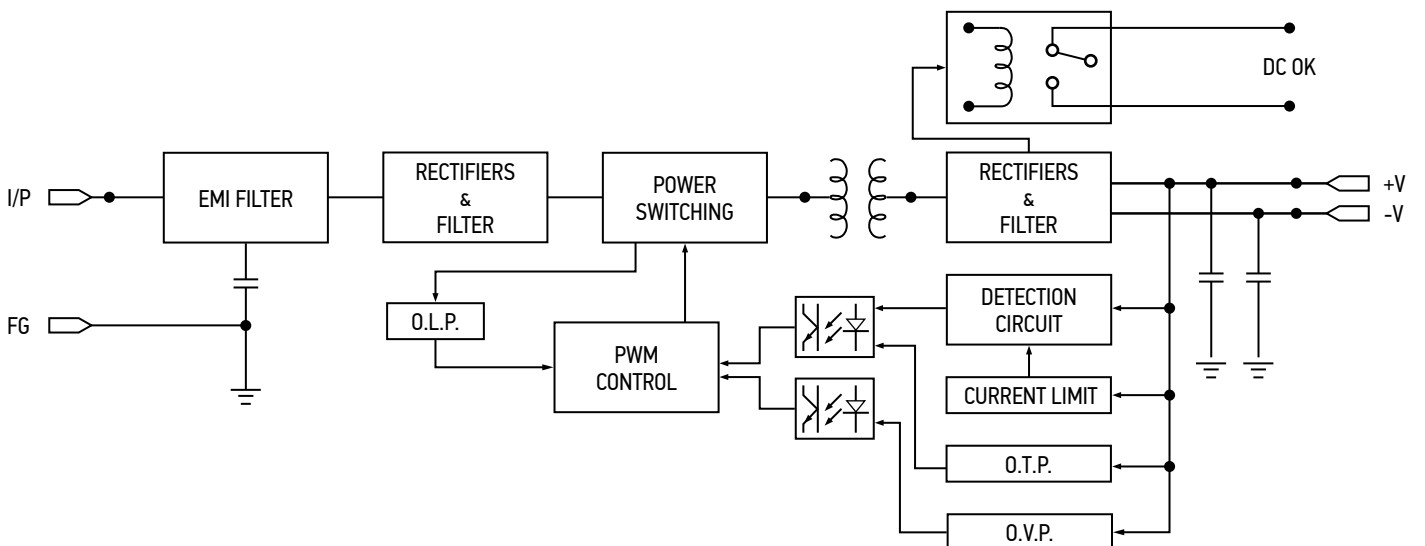 DC OK
I/P
EMI FILTER
RECTIFIERS
&
FILTER
POWER
SWITCHING
RECTIFIERS
&
FILTER
+V
-V
FG
O.L.P.
PWM
CONTROL
DETECTION
CIRCUIT
CURRENT LIMIT
O.T.P.
O.V.P.